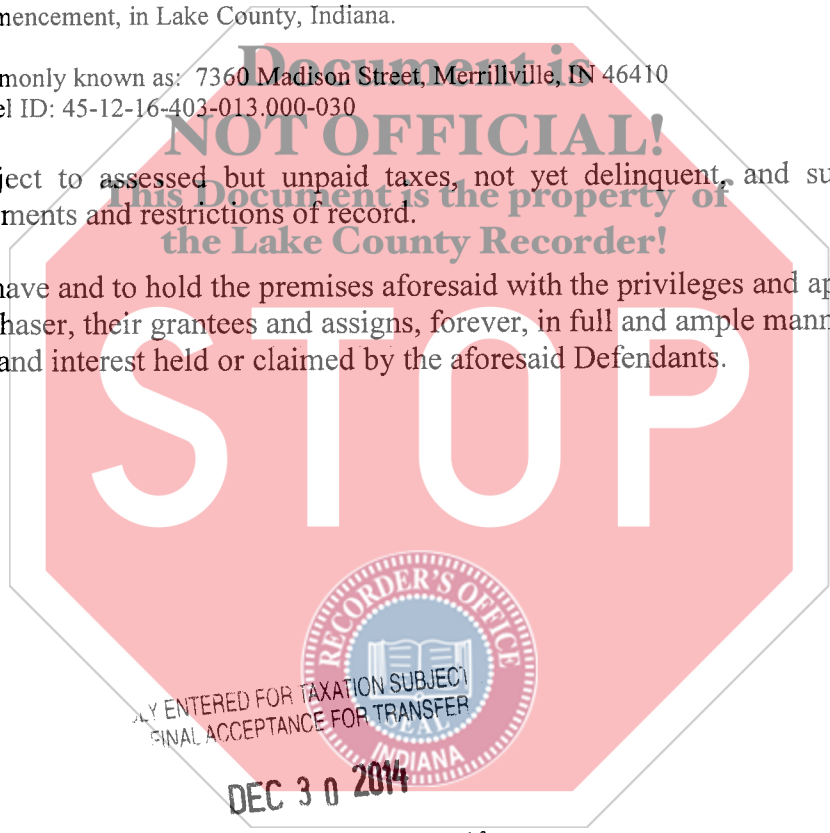 mencement, in Lake County, Indiana.
Document is
monly known as: 7360 Madison Street, Merrillville, IN 46410
el ID: 45-12-16-403-013.000-030
NOT OFFICIAL!
ject to assessed but unpaid taxes, not yet delinquent, and su
This Document is the property of
ments and restrictions of record.
the Lake County Recorder!
have and to hold the premises aforesaid with the privileges and ap
haser, their grantees and assigns, forever, in full and ample mann
and interest held or claimed by the aforesaid Defendants.
STOP
RECORDER'S OFFICE
SEAL
INDIANA
LY ENTERED FOR TAXATION SUBJECT
FINAL ACCEPTANCE FOR TRANSFER
DEC 30 2014